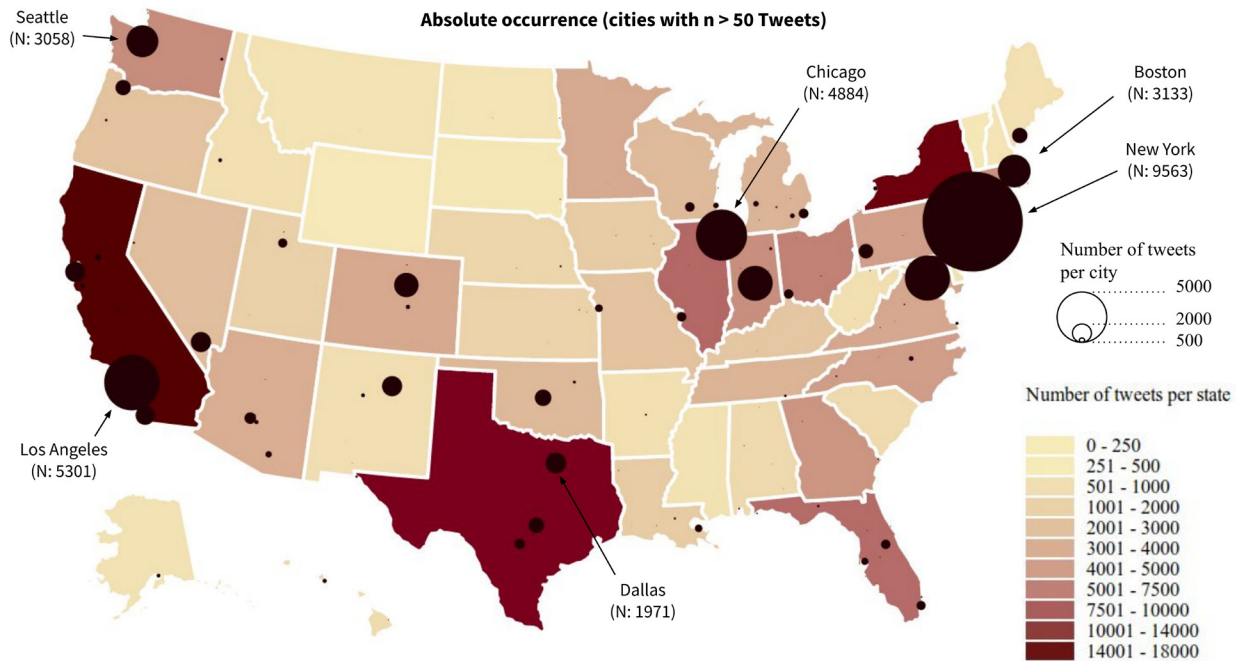 Absolute occurrence (cities with n > 50 Tweets)
Seattle
(N: 3058)
Chicago
(N: 4884)
Boston
(N: 3133)
New York
(N: 9563)
Los Angeles
(N: 5301)
Dallas
(N: 1971)
Number of tweets
per city
5000
2000
500
Number of tweets per state
0 - 250
251 - 500
501 - 1000
1001 - 2000
2001 - 3000
3001 - 4000
4001 - 5000
5001 - 7500
7501 - 10000
10001 - 14000
14001 - 18000